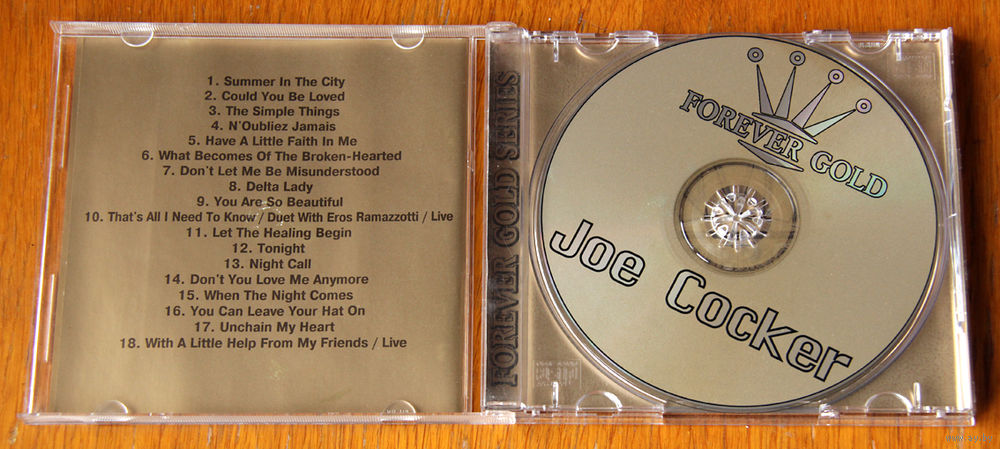 1. Summer In The City
2. Could You Be Loved
3. The Simple Things
4. N'Oubliez Jamais
5. Have A Little Faith In Me
6. What Becomes Of The Broken-Hearted
7. Don't Let Me Be Misunderstood
8. Delta Lady
9. You Are So Beautiful
10. That's All I Need To Know / Duet With Eros Ramazzotti / Live
11. Let The Healing Begin
12. Tonight
13. Night Call
14. Don't You Love Me Anymore
15. When The Night Comes
16. You Can Leave Your Hat On
17. Unchain My Heart
18. With A Little Help From My Friends / Live
FOREVER GOLD SERIES
FOREVER GOLD
Joe Cocker